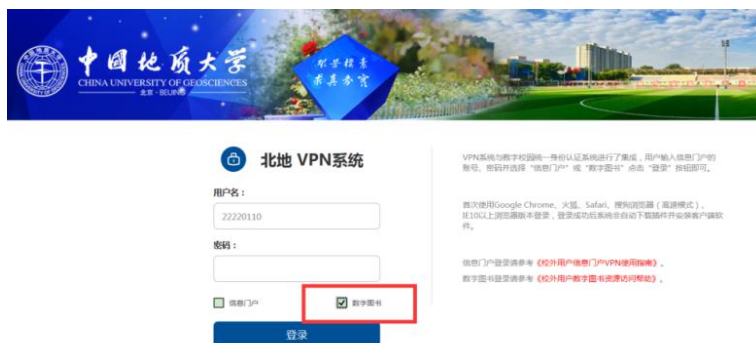 中国地质大学
CHINA UNIVERSITY OF GEOSCIENCES
北京·BEIJING
艰苦樸素
求真务实
北地 VPN系统
用户名：
22220110
密码：
信息门户
数字图书
登录
VPN系统与数字校园统一身份认证系统进行了集成，用户输入信息门户的
账号、密码并选择“信息门户”或“数字图书”点击“登录”按钮即可。
首次使用Google Chrome、火狐、Safari、搜狗浏览器（高速模式）、
IE10以上浏览器版本登录，登录成功后系统会自动下载插件并安装客户端软
件。
信息门户登录请参考《校外用户信息门户VPN使用指南》。
数字图书登录请参考《校外用户数字图书资源访问帮助》。